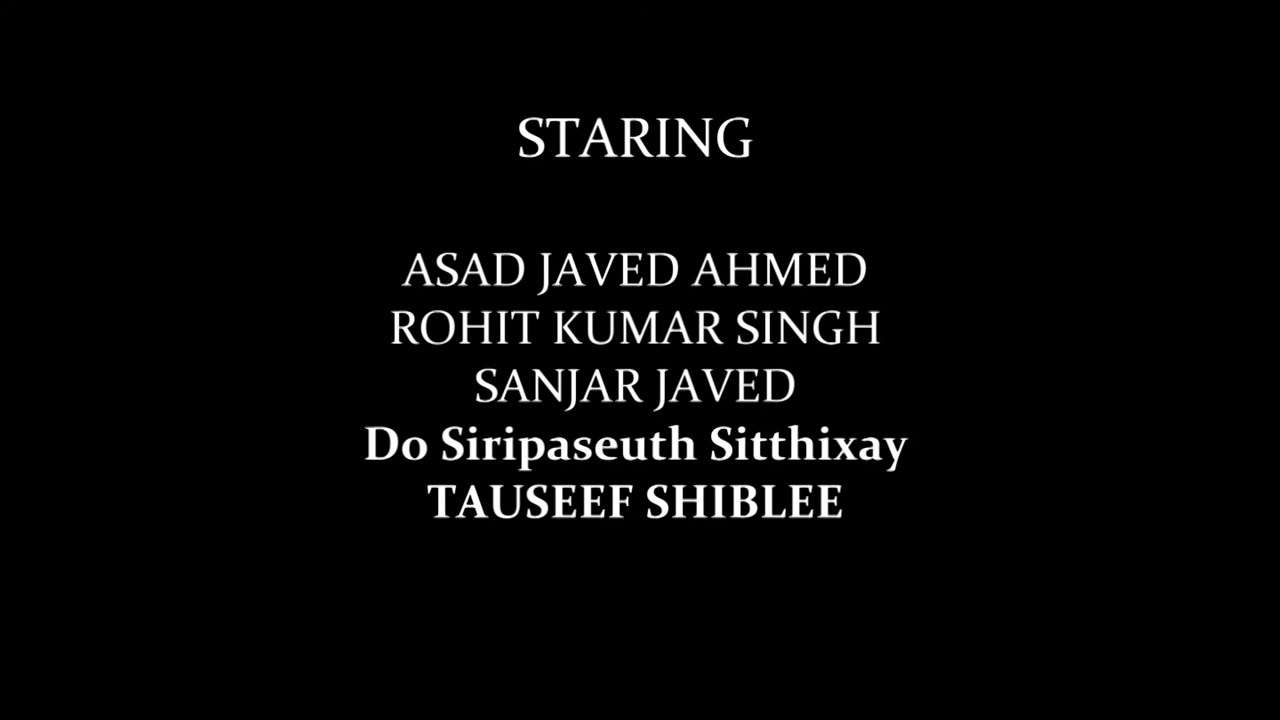 STARING
ASAD JAVED AHMED
ROHIT KUMAR SINGH
SANJAR JAVED
Do Siripaseuth Sitthixay
TAUSEEF SHIBLEE